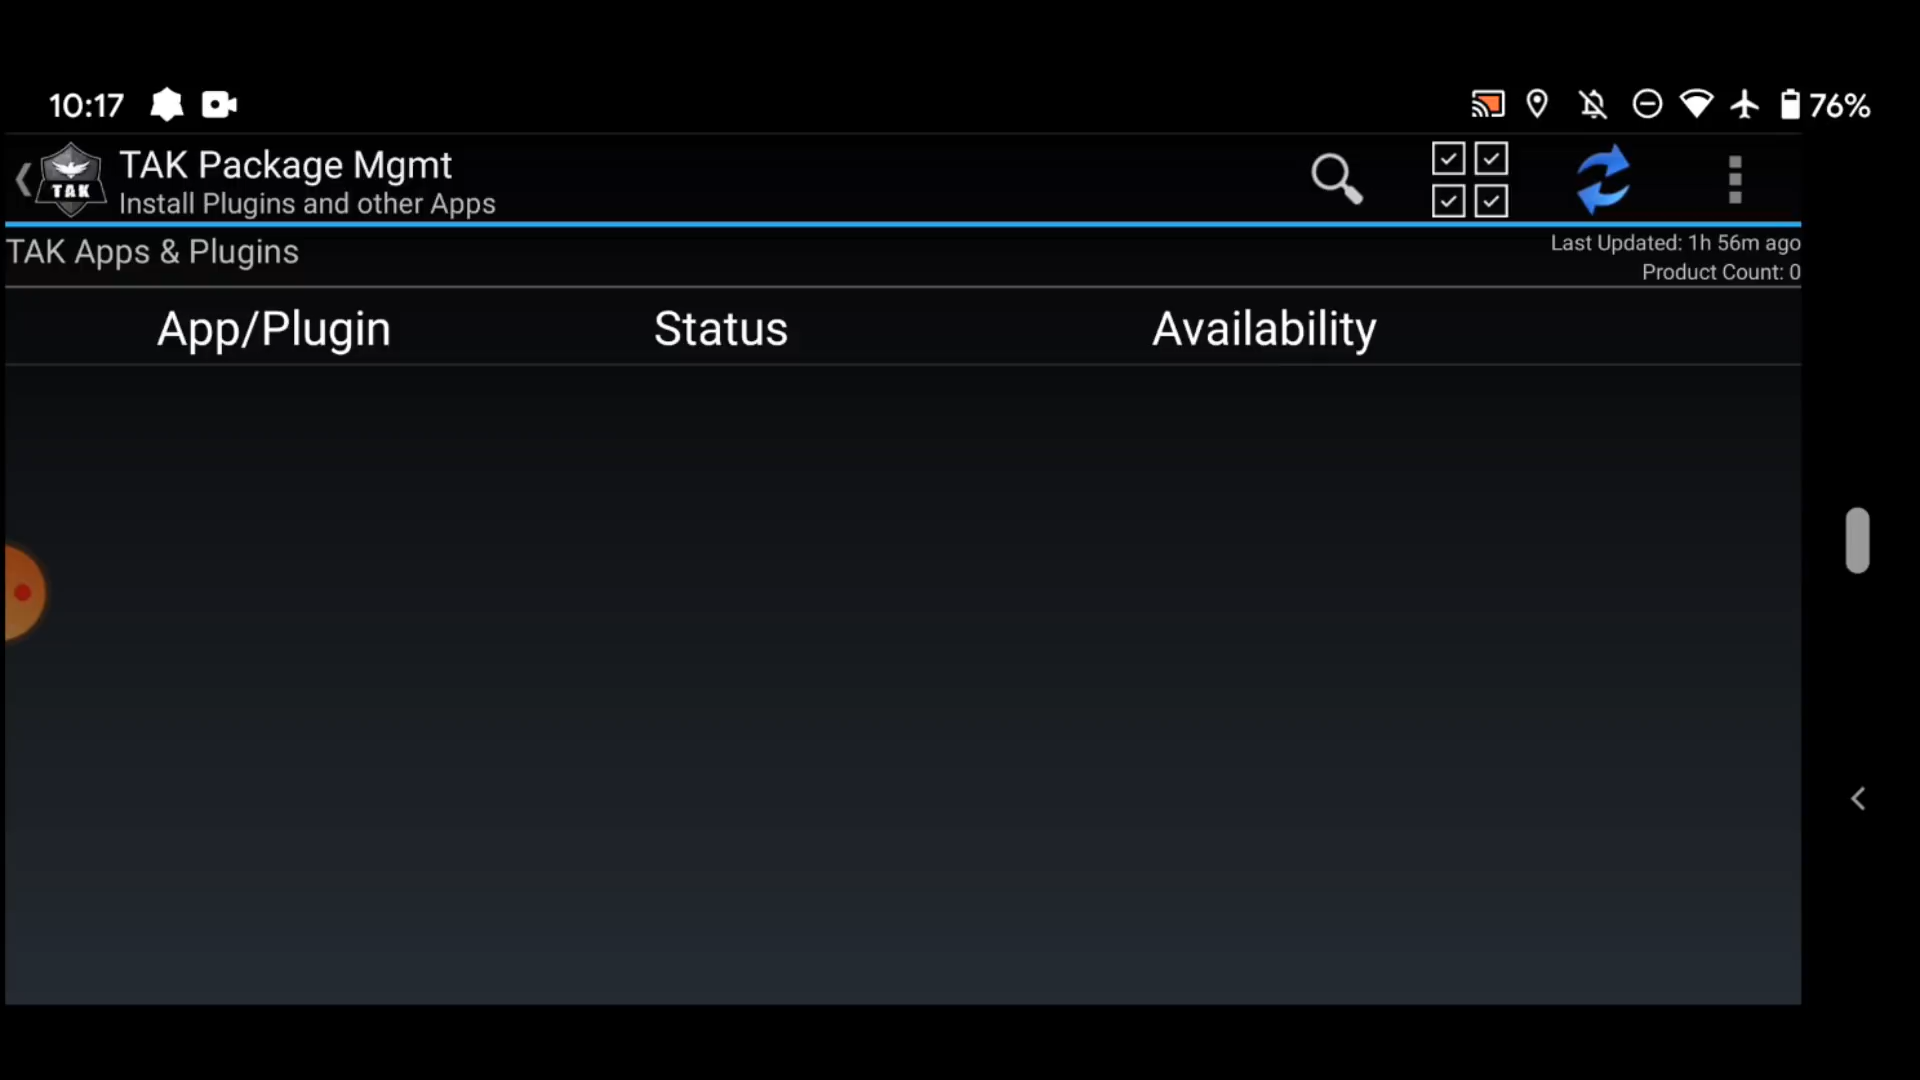 10:17
76%
TAK
TAK Package Mgmt
Install Plugins and other Apps
TAK Apps & Plugins
Last Updated: 1h 56m ago
Product Count: 0
App/Plugin Status Availability